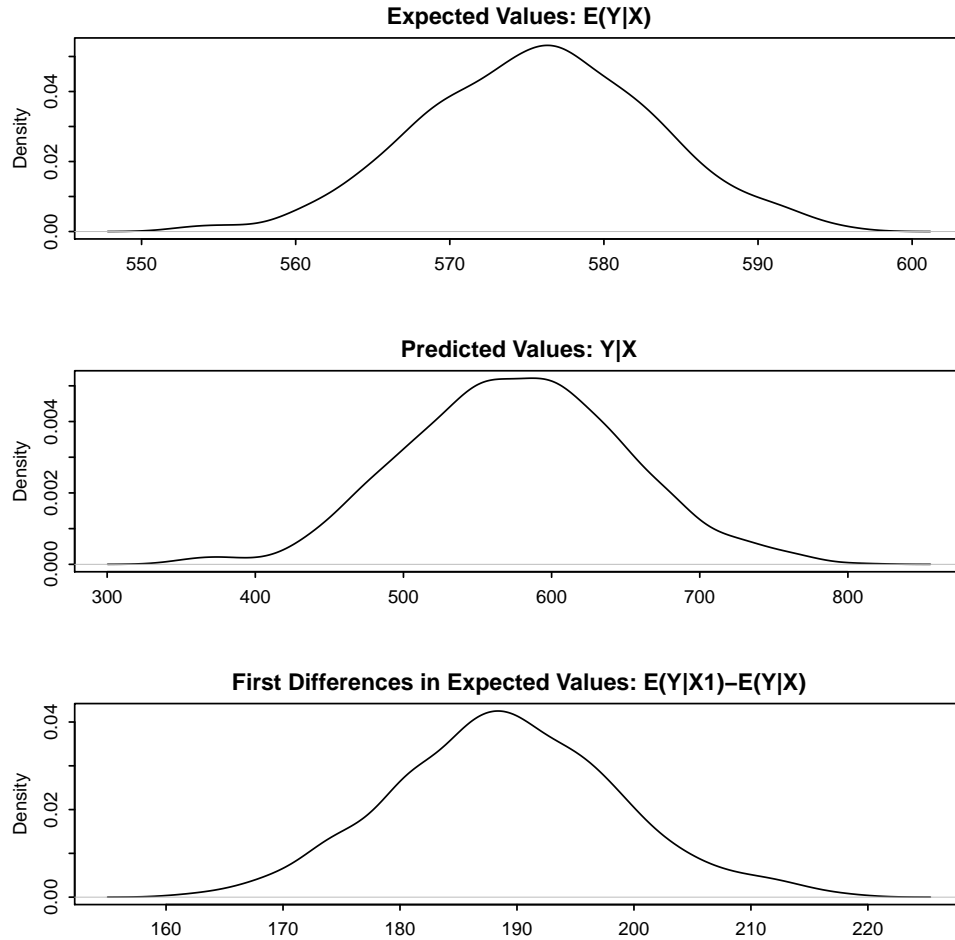 Expected Values: E(Y|X)
Density
0.00
0.02
0.04
550 560 570 580 590 600
Predicted Values: Y|X
Density
0.000
0.002
0.004
300 400 500 600 700 800
First Differences in Expected Values: E(Y|X1)−E(Y|X)
Density
0.00
0.02
0.04
160 170 180 190 200 210 220